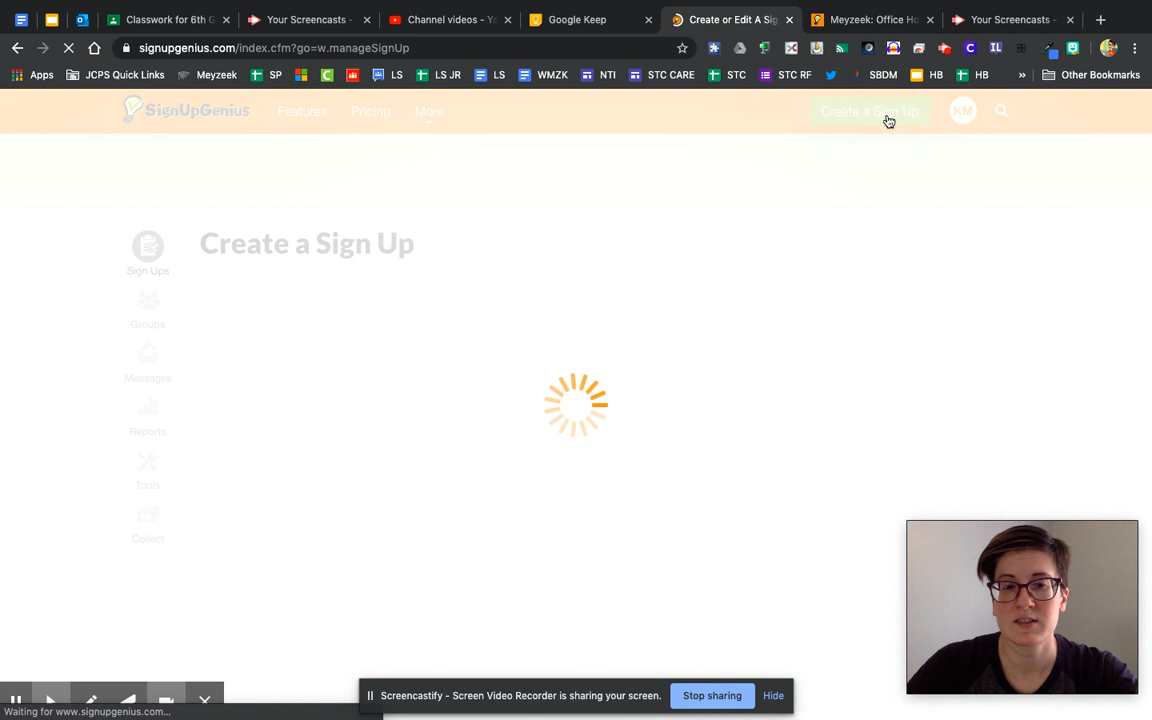 Classwork for 6th G
Your Screencasts -
Channel videos - Yo
Google Keep
Create or Edit A Sig
Meyzeek: Office Ho
Your Screencasts -
signupgenius.com/index.cfm?go=w.manageSignUp
Apps
JCPS Quick Links
Meyzeek
SP
LS
LS JR
LS
WMZK
NTI
STC CARE
STC
STC RF
SBDM
HB
HB
»
Other Bookmarks
SignUpGenius
Features
Pricing
More
Create a Sign Up
KM
Create a Sign Up
Sign Ups
Groups
Messages
Reports
Tools
Collect
Screencastify - Screen Video Recorder is sharing your screen.
Stop sharing
Hide
Waiting for www.signupgenius.com...